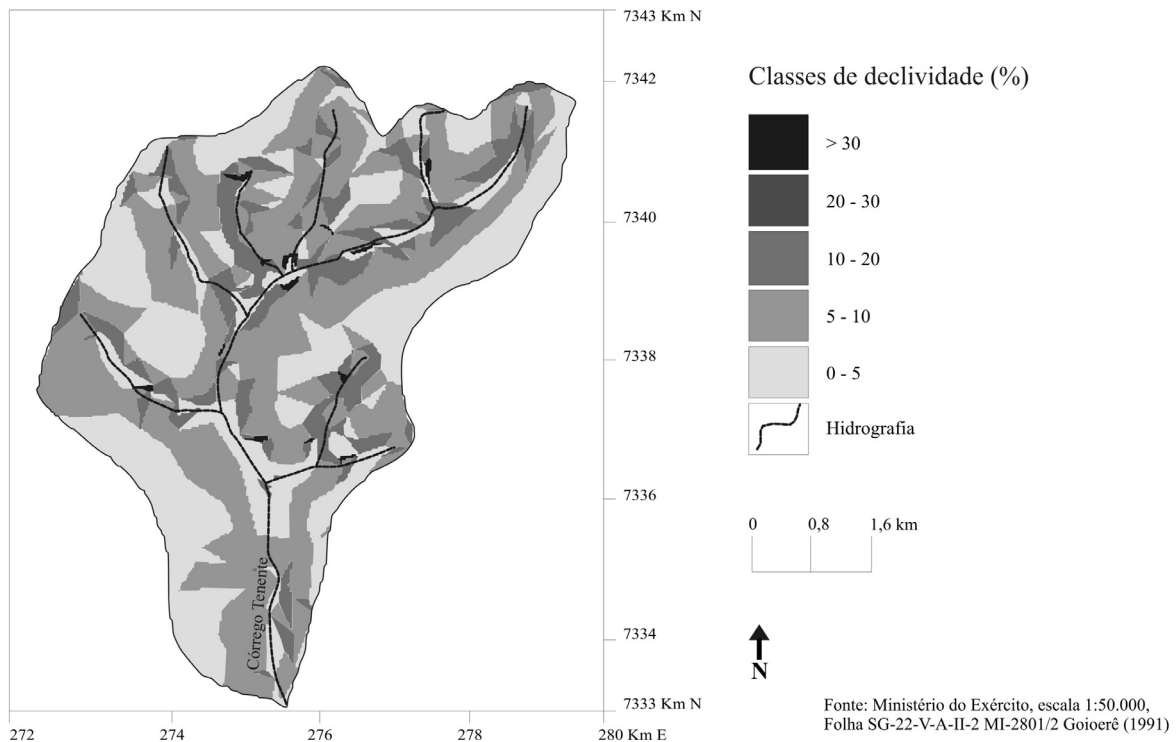 7343 Km N
7342
7340
7338
7336
7334
7333 Km N
272
274
276
278
280 Km E
Córrego Tenente
Classes de declividade (%)
> 30
20 - 30
10 - 20
5 - 10
0 - 5
Hidrografia
0 0,8 1,6 km
N
Fonte: Ministério do Exército, escala 1:50.000,
Folha SG-22-V-A-II-2 MI-2801/2 Goioerê (1991)